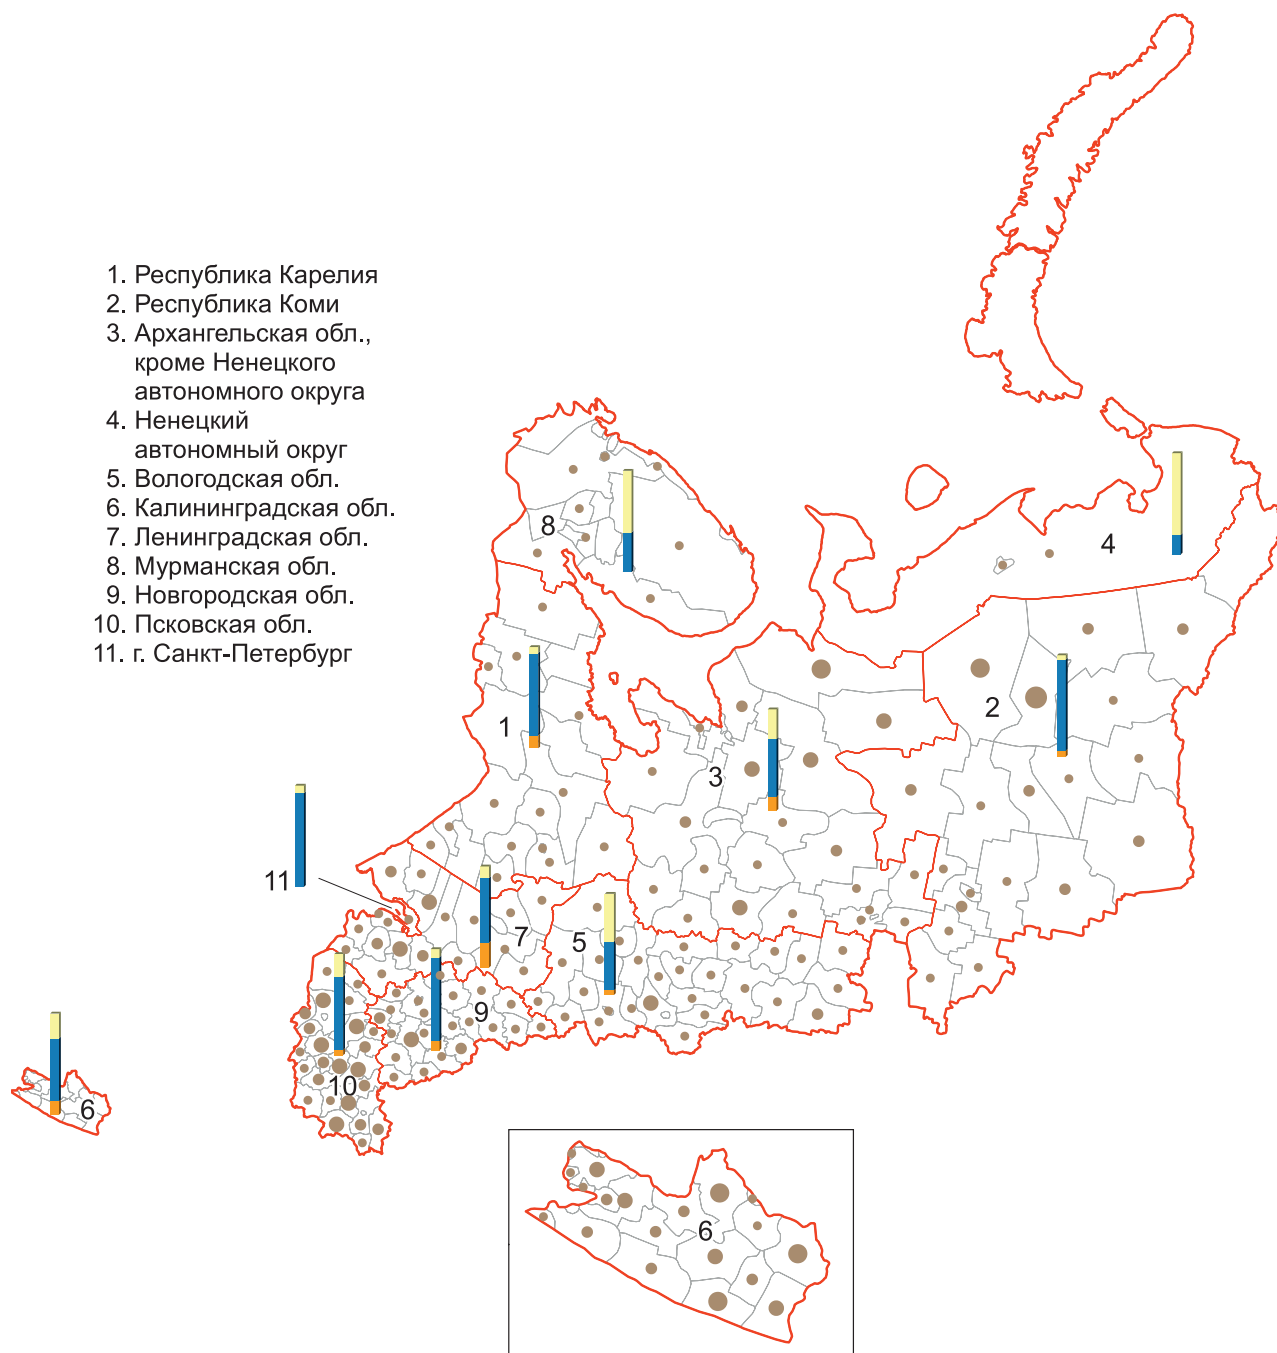 1. Республика Карелия
2. Республика Коми
3. Архангельская обл.,
кроме Ненецкого
автономного округа
4. Ненецкий
автономный округ
5. Вологодская обл.
6. Калининградская обл.
7. Ленинградская обл.
8. Мурманская обл.
9. Новгородская обл.
10. Псковская обл.
11. г. Санкт-Петербург
8
4
2
1
3
11
7
5
9
10
6
6